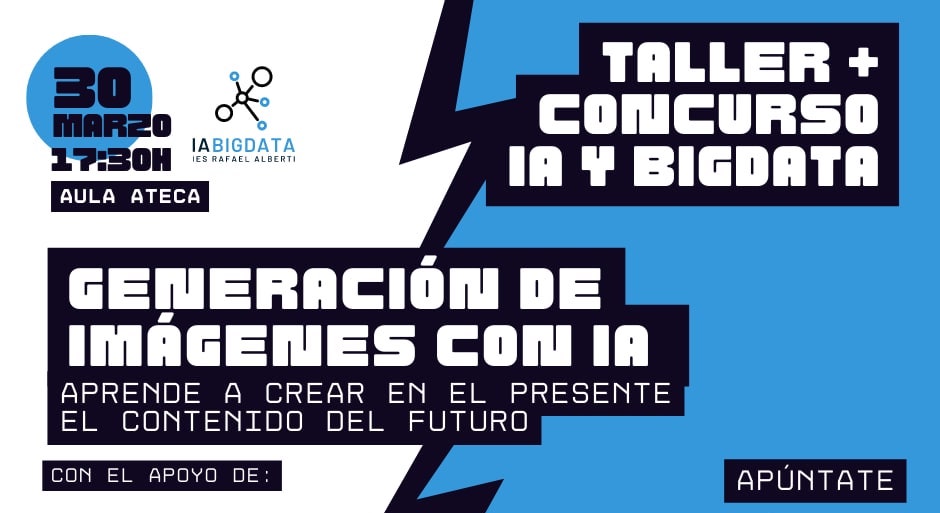 30
MARZO
17:30H
AULA ATECA
IABIGDATA
IES RAFAEL ALBERTI
TALLER +
CONCURSO
IA Y BIGDATA
GENERACIÓN DE
IMÁGENES CON IA
APRENDE A CREAR EN EL PRESENTE
EL CONTENIDO DEL FUTURO
CON EL APOYO DE:
APÚNTATE